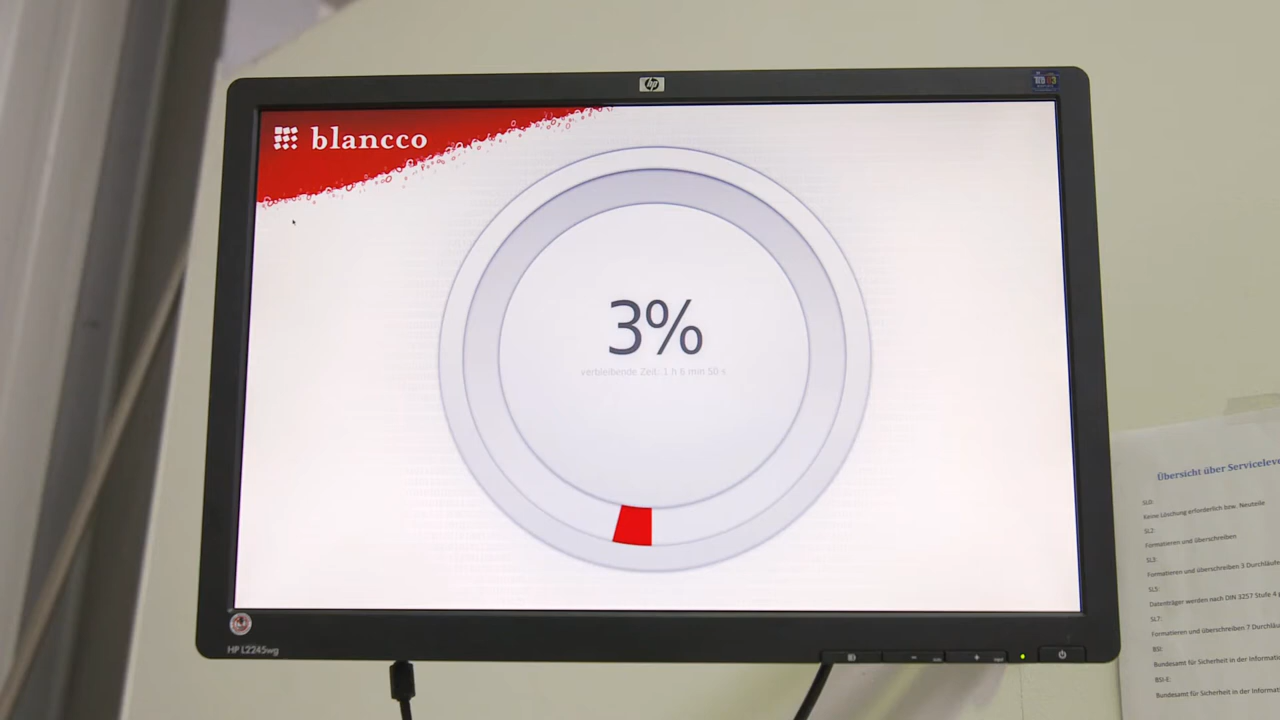 hp
blancco
3%
verbleibende Zeit: 1 h 6 min 50 s
HP L2245wg
Übersicht über Serviceleve
SL0:
Keine Löschung erforderlich bzw. Neuteile
SL2:
Formatieren und überschreiben
SL3:
Formatieren und überschreiben 3 Durchläufe
SL5:
Datenträger werden nach DIN 3257 Stufe 4
SL7:
Formatieren und überschreiben 7 Durchläu
BSI:
Bundesamt für Sicherheit in der Informati
BSI-E:
Bundesamt für Sicherheit in der Informati